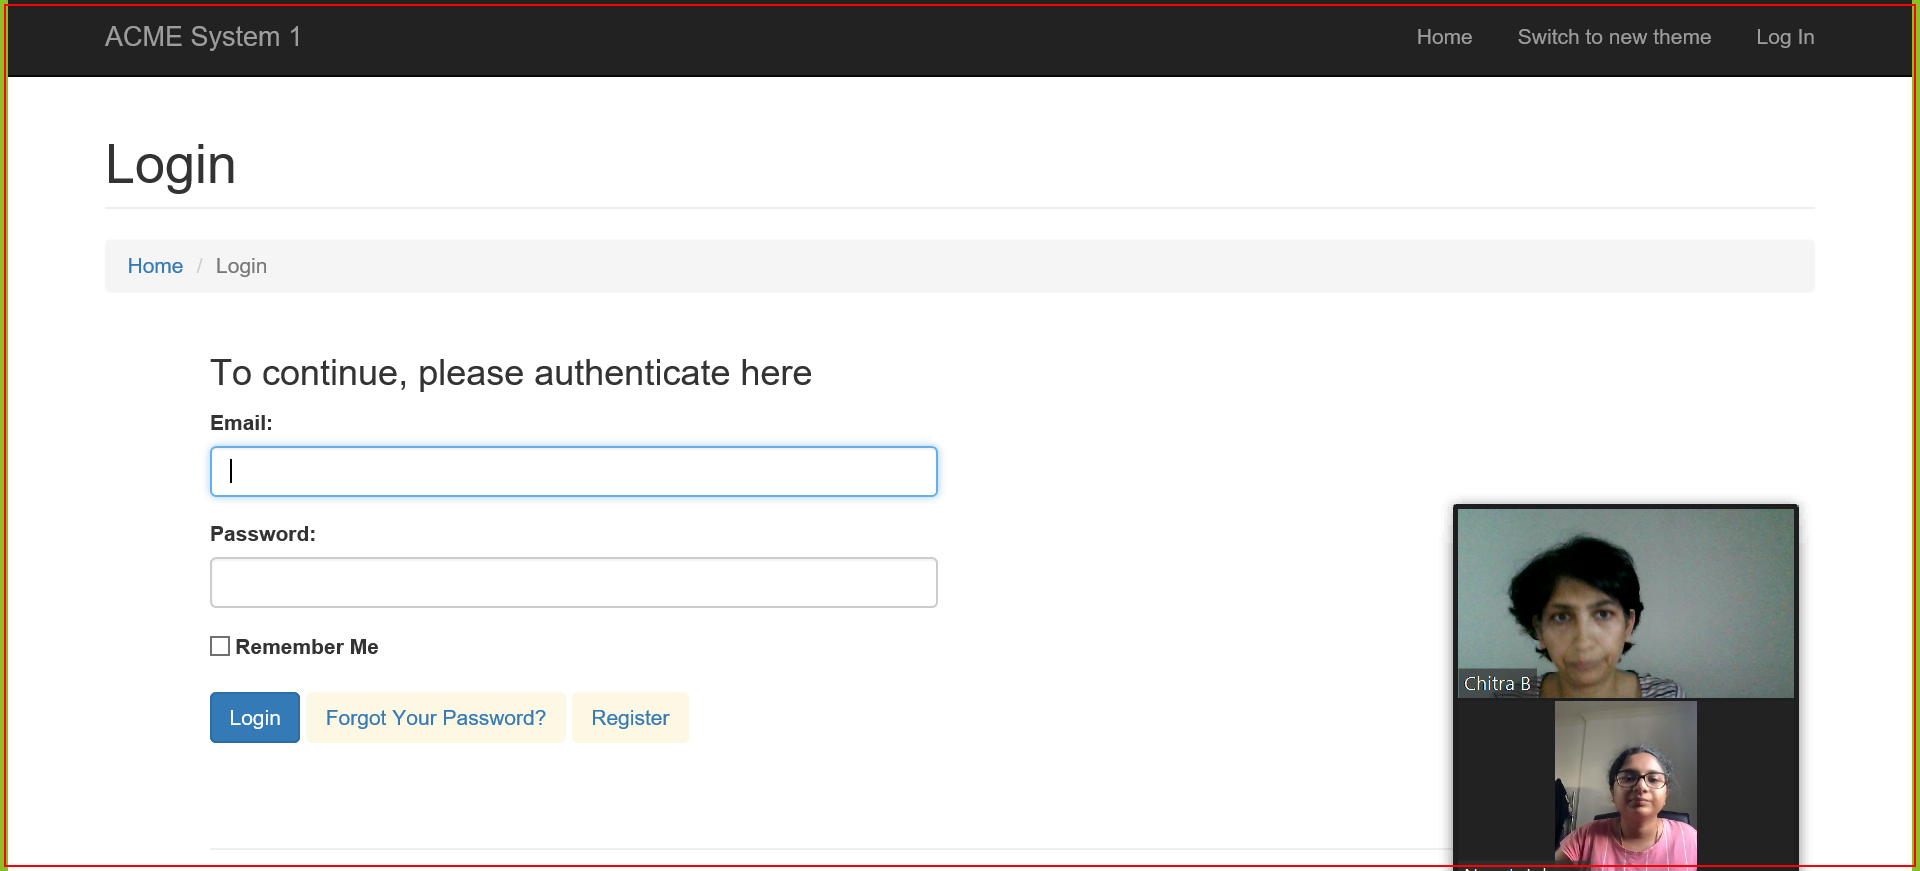 ACME System 1
Home Switch to new theme Log In
Login
Home / Login
To continue, please authenticate here
Email:
Password:
Remember Me
Login Forgot Your Password? Register
Chitra B